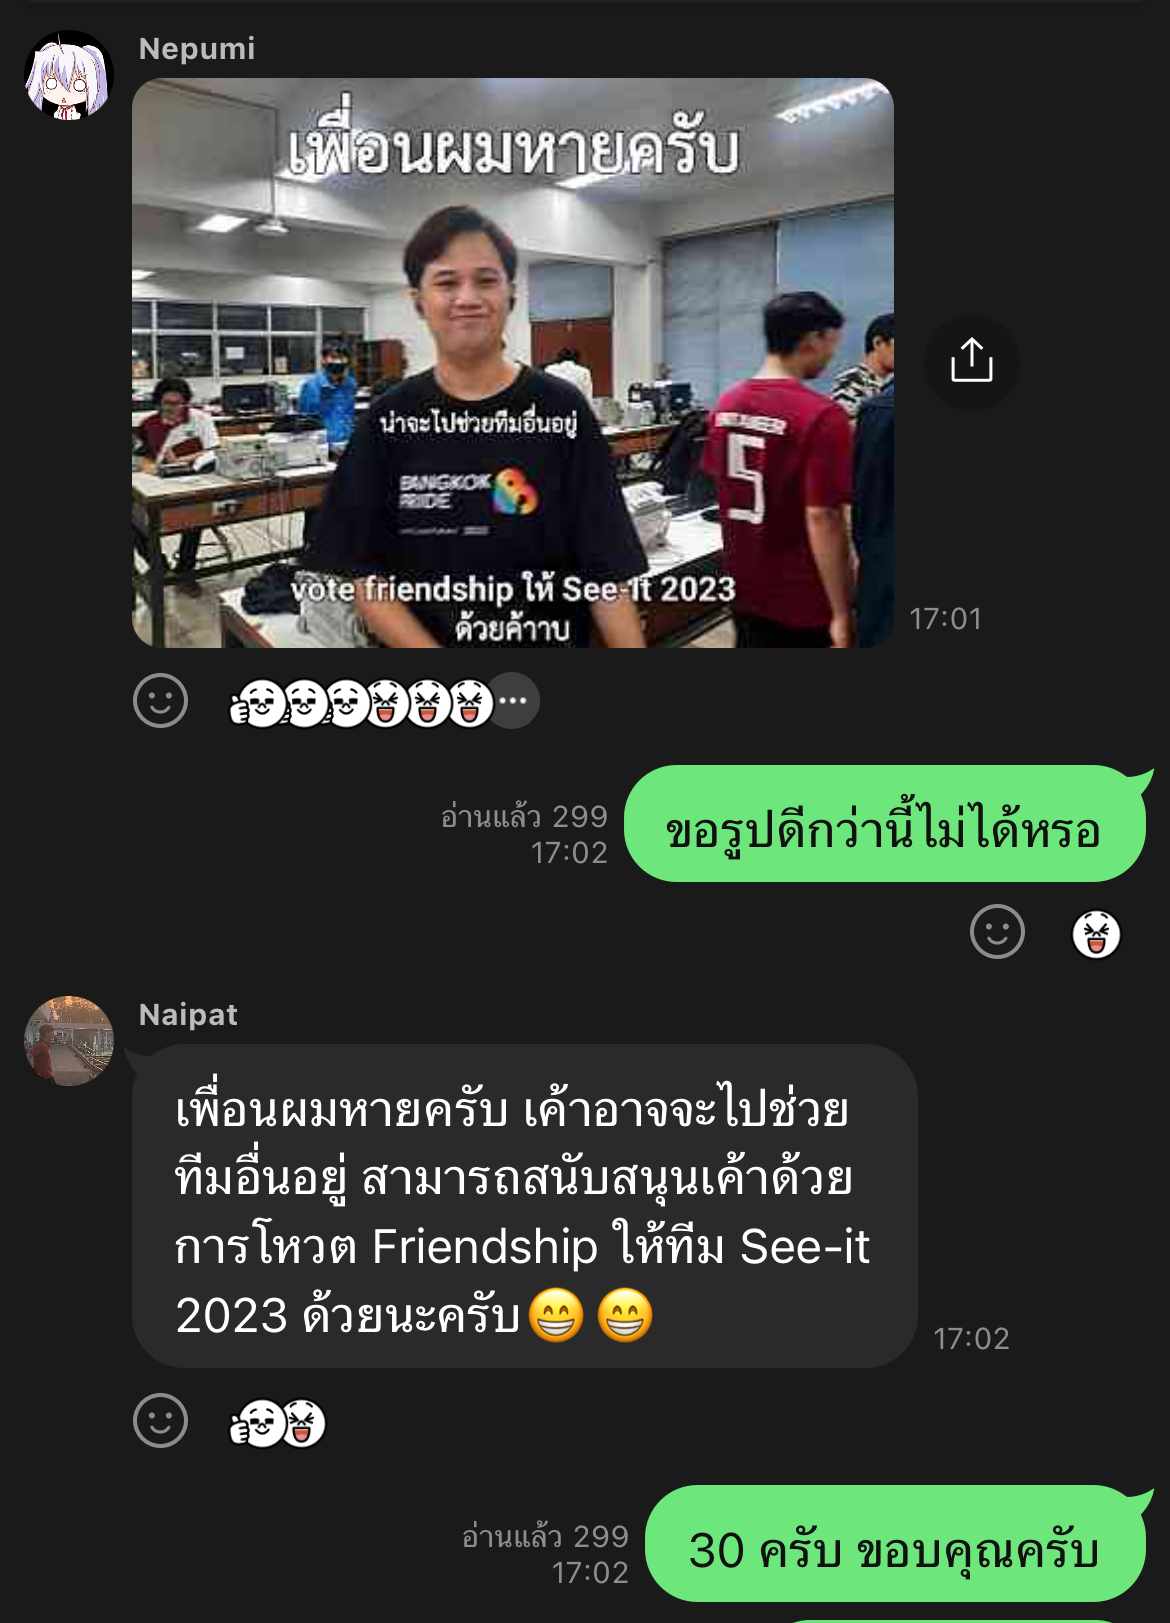 Nepumi
เพื่อนผมหายครับ
น่าจะไปช่วยทีมอื่นอยู่
BANGKOK
PRIDE
5
vote friendship ให้ See-it 2023
ด้วยค้าาบ
17:01
อ่านแล้ว 299
17:02
ขอรูปดีกว่านี้ไม่ได้หรอ
Naipat
เพื่อนผมหายครับ เค้าอาจจะไปช่วย
ทีมอื่นอยู่ สามารถสนับสนุนเค้าด้วย
การโหวต Friendship ให้ทีม See-it
2023 ด้วยนะครับ😁😁
17:02
อ่านแล้ว 299
17:02
30 ครับ ขอบคุณครับ